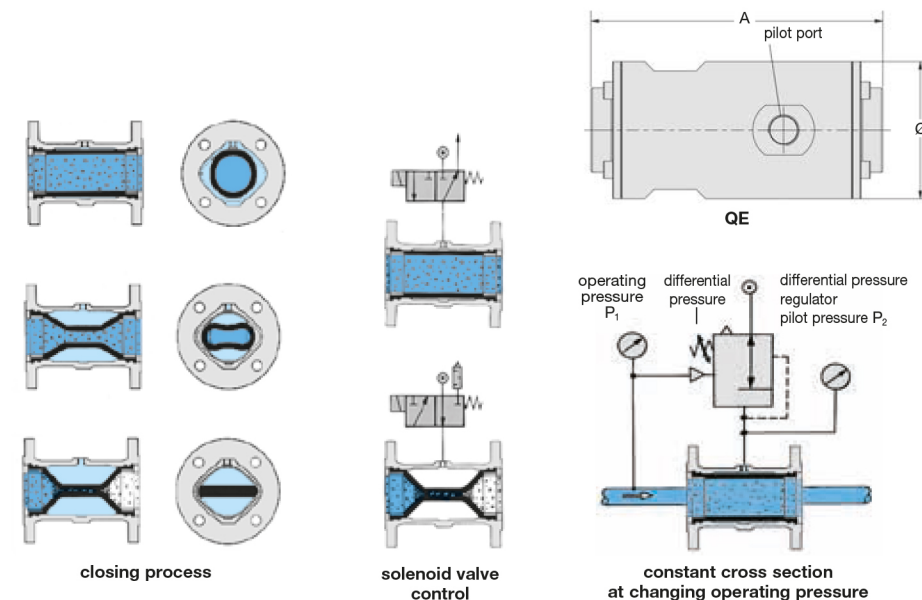 A
pilot port
Ø
QE
closing process
solenoid valve
control
operating
pressure
P₁
differential
pressure
differential pressure
regulator
pilot pressure P₂
constant cross section
at changing operating pressure